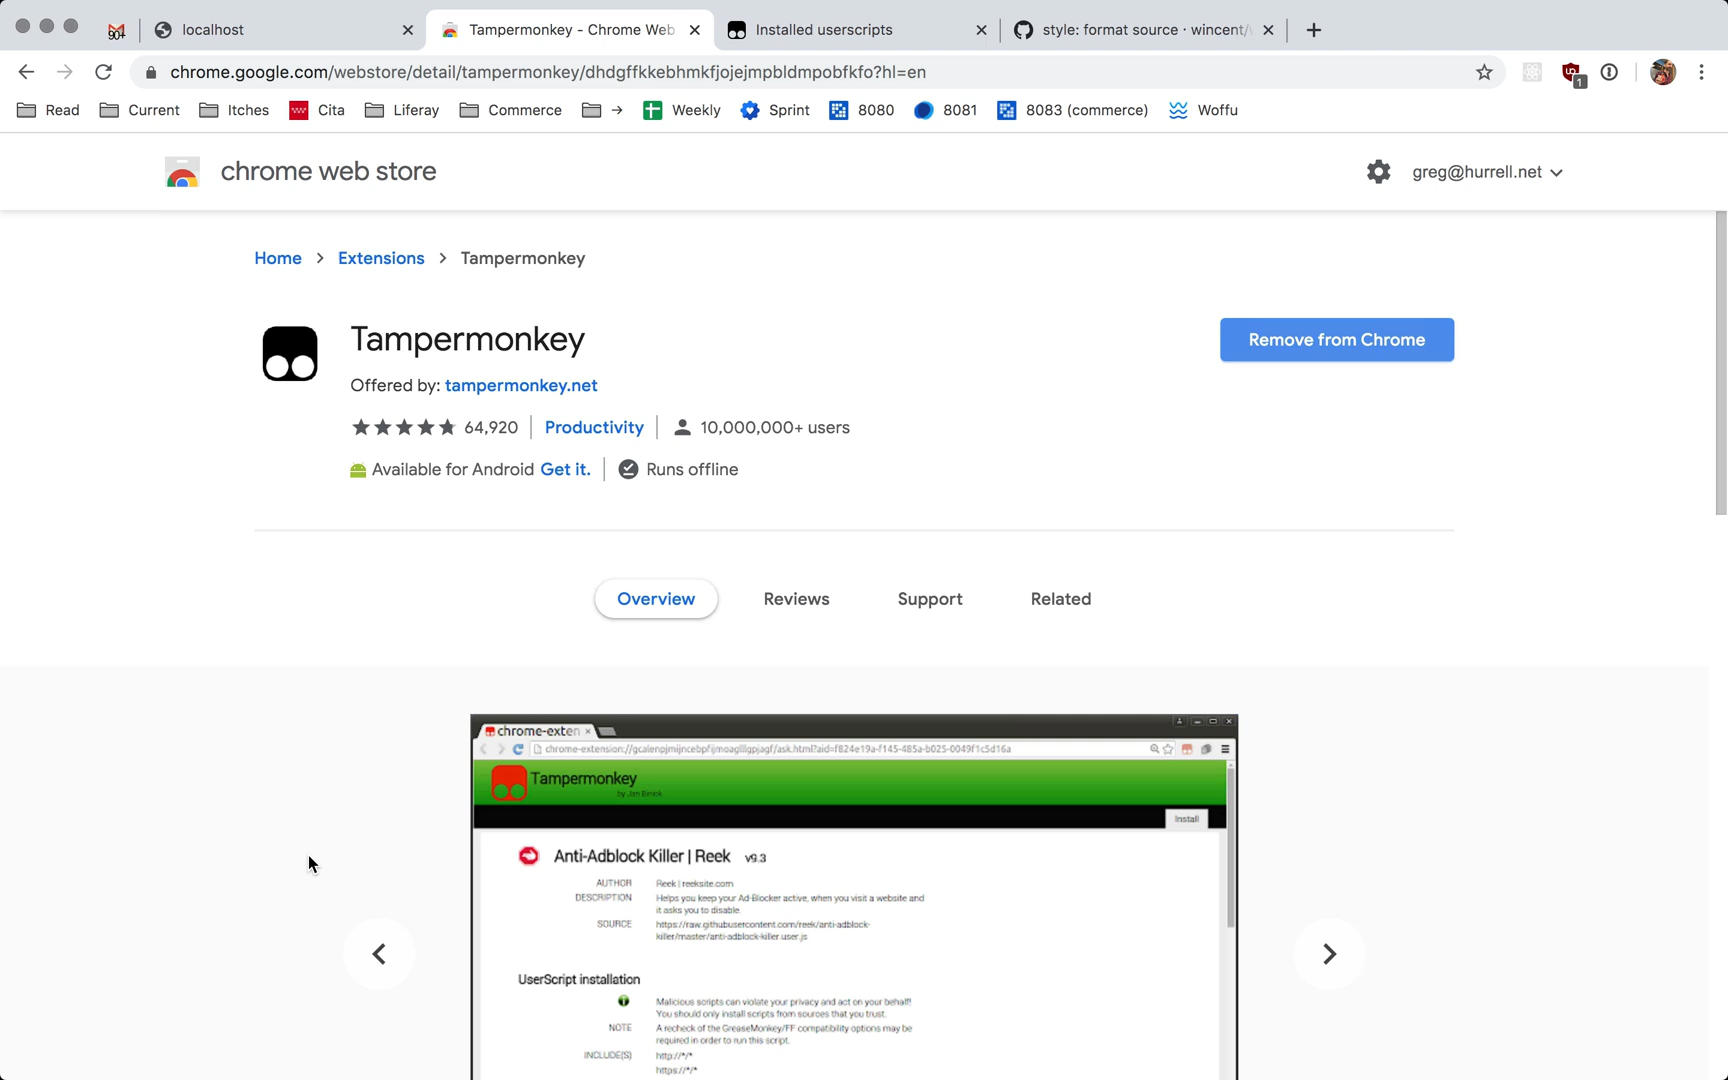 90+
localhost
Tampermonkey - Chrome Web
Installed userscripts
style: format source · wincent/
chrome.google.com/webstore/detail/tampermonkey/dhdgffkkebhmkfjojejmpbldmpobfkfo?hl=en
1
Read
Current
Itches
Cita
Liferay
Commerce
→
Weekly
Sprint
8080
8081
8083 (commerce)
Woffu
chrome web store
greg@hurrell.net
Home > Extensions > Tampermonkey
Tampermonkey
Remove from Chrome
Offered by: tampermonkey.net
64,920
Productivity
10,000,000+ users
Available for Android Get it.
Runs offline
Overview
Reviews
Support
Related
chrome-exten
chrome-extension://gcalenpjmijncebpfijmoaglllgpjagf/ask.html?aid=f824e19a-f145-485a-b025-0049f1c5d16a
Tampermonkey
by Jan Biniok
Install
Anti-Adblock Killer | Reek v9.3
AUTHOR Reek | reeksite.com
DESCRIPTION Helps you keep your Ad-Blocker active, when you visit a website and
it asks you to disable.
SOURCE https://raw.githubusercontent.com/reek/anti-adblock-
killer/master/anti-adblock-killer.user.js
UserScript installation
Malicious scripts can violate your privacy and act on your behalf!
You should only install scripts from sources that you trust.
NOTE A recheck of the GreaseMonkey/FF compatibility options may be
required in order to run this script.
INCLUDE(S) http://*/*
https://*/*